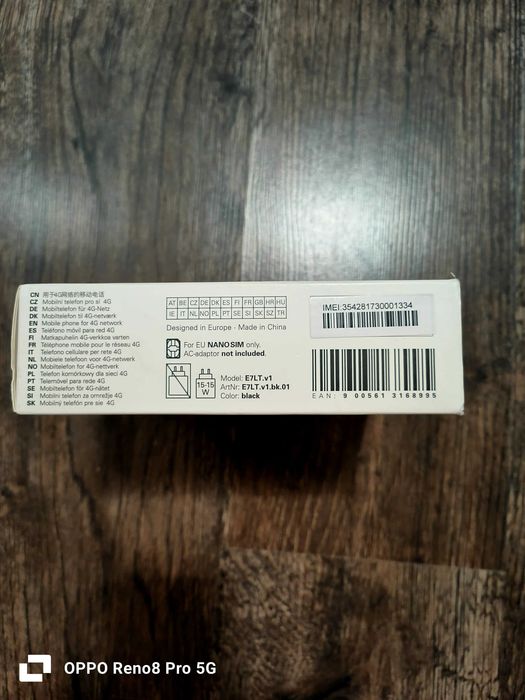 CN 用于4G网络的移动电话
CZ Mobilní telefon pro sí 4G
DE Mobiltelefon für 4G-Netz
DK Mobiltelefon til 4G-netværk
EN Mobile phone for 4G network
ES Teléfono móvil para red 4G
FI Matkapuhelin 4G-verkkoa varten
FR Téléphone mobile pour le réseau 4G
IT Telefono cellulare per rete 4G
NL Mobiele telefoon voor 4G-netwerk
NO Mobiltelefon for 4G-nettverk
PL Telefon komórkowy dla sieci 4G
PT Telemóvel para rede 4G
SE Mobiltelefon för 4G-nätet
SI Mobilni telefon za omrežje 4G
SK Mobilný telefón pre sie 4G
AT BE CZ DE DK ES FI FR GB HR HU
IE IT NL NO PL PT SE SI SK SZ TR
Designed in Europe · Made in China
For EU NANOSIM only.
AC-adaptor not included.
15-15
W
Model: E7LT.v1
ArtNr: E7LT.v1.bk.01
Color: black
IMEI 354281730001334
EAN: 9 00561 3168995
OPPO Reno8 Pro 5G